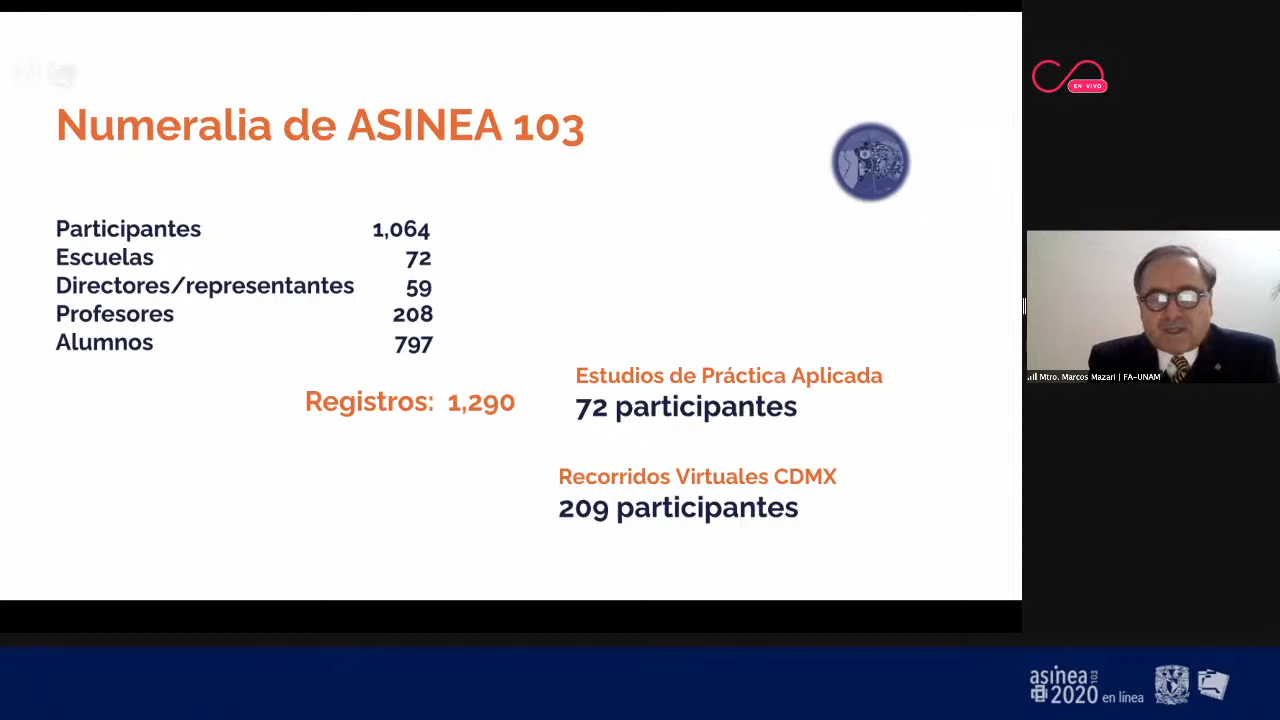 Numeralia de ASINEA 103
Participantes 1,064
Escuelas 72
Directores/representantes 59
Profesores 208
Alumnos 797
Registros: 1,290
Estudios de Práctica Aplicada
72 participantes
Recorridos Virtuales CDMX
209 participantes
EN VIVO
Mtro. Marcos Mazari | FA-UNAM
asinea 103
2020 en línea